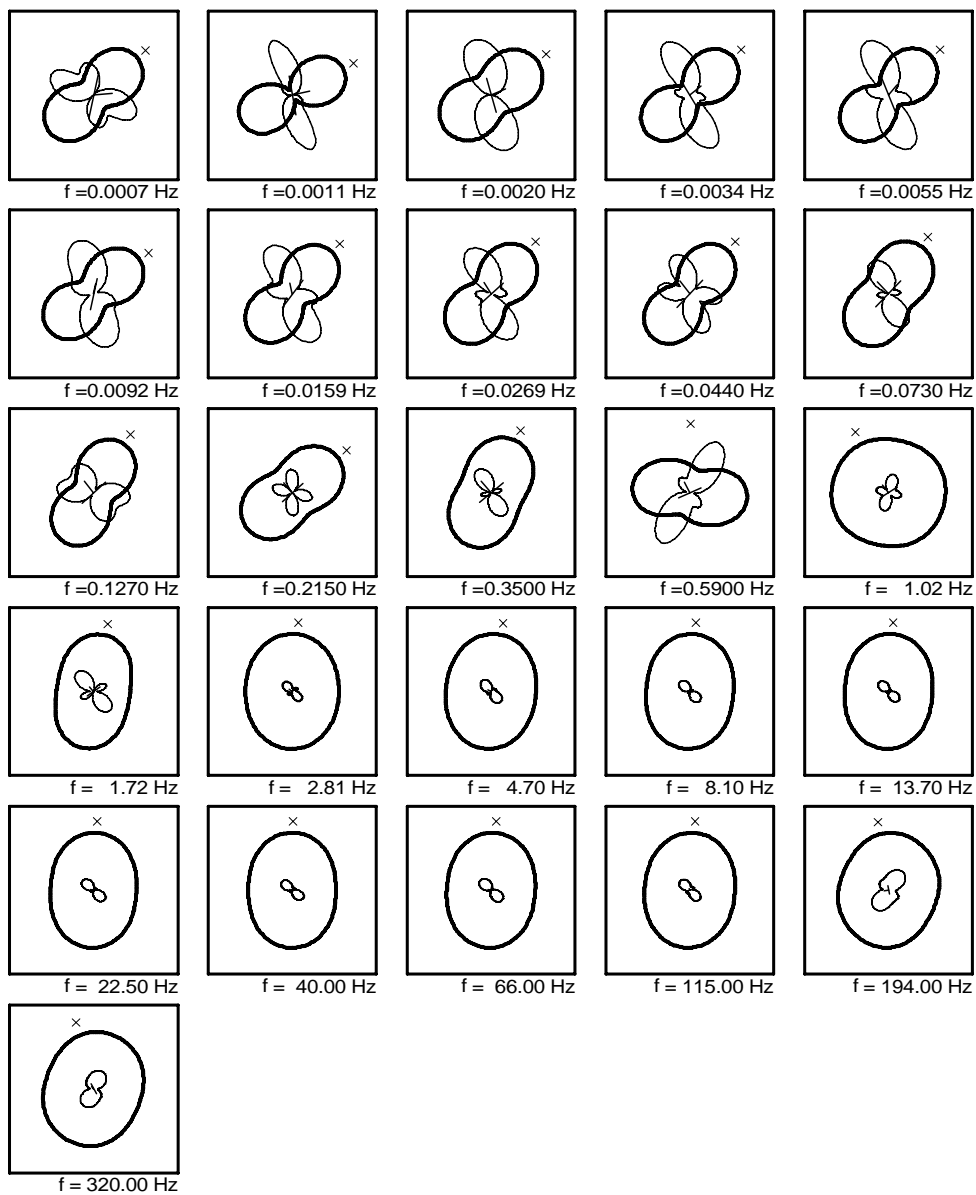 f =0.0007 Hz f =0.0011 Hz f =0.0020 Hz f =0.0034 Hz f =0.0055 Hz
f =0.0092 Hz f =0.0159 Hz f =0.0269 Hz f =0.0440 Hz f =0.0730 Hz
f =0.1270 Hz f =0.2150 Hz f =0.3500 Hz f =0.5900 Hz f = 1.02 Hz
f = 1.72 Hz f = 2.81 Hz f = 4.70 Hz f = 8.10 Hz f = 13.70 Hz
f = 22.50 Hz f = 40.00 Hz f = 66.00 Hz f = 115.00 Hz f = 194.00 Hz
f = 320.00 Hz